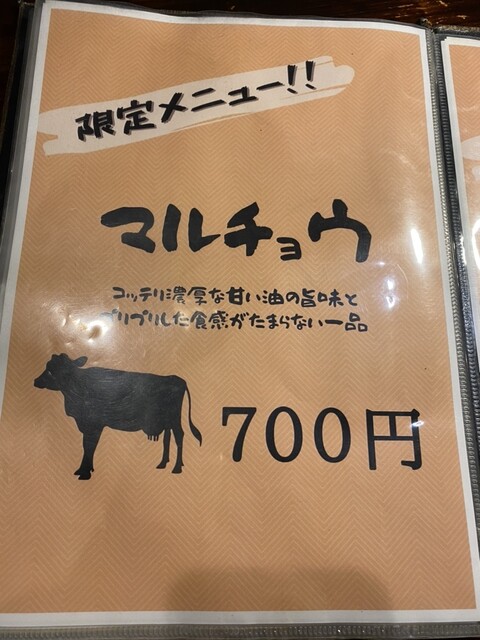 限定メニュー!!
マルチョウ
コッテリ濃厚な甘い油の旨味と
プリプリした食感がたまらない一品
700円